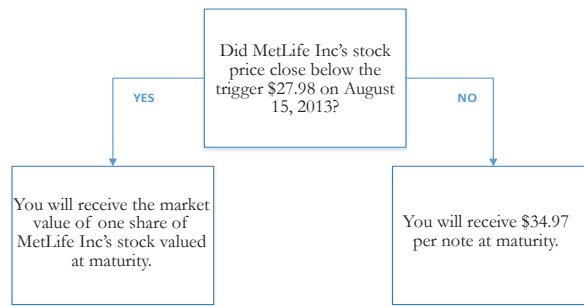 Did MetLife Inc's stock
price close below the
trigger $27.98 on August
15, 2013?
YES
NO
You will receive the market
value of one share of
MetLife Inc's stock valued
at maturity.
You will receive $34.97
per note at maturity.